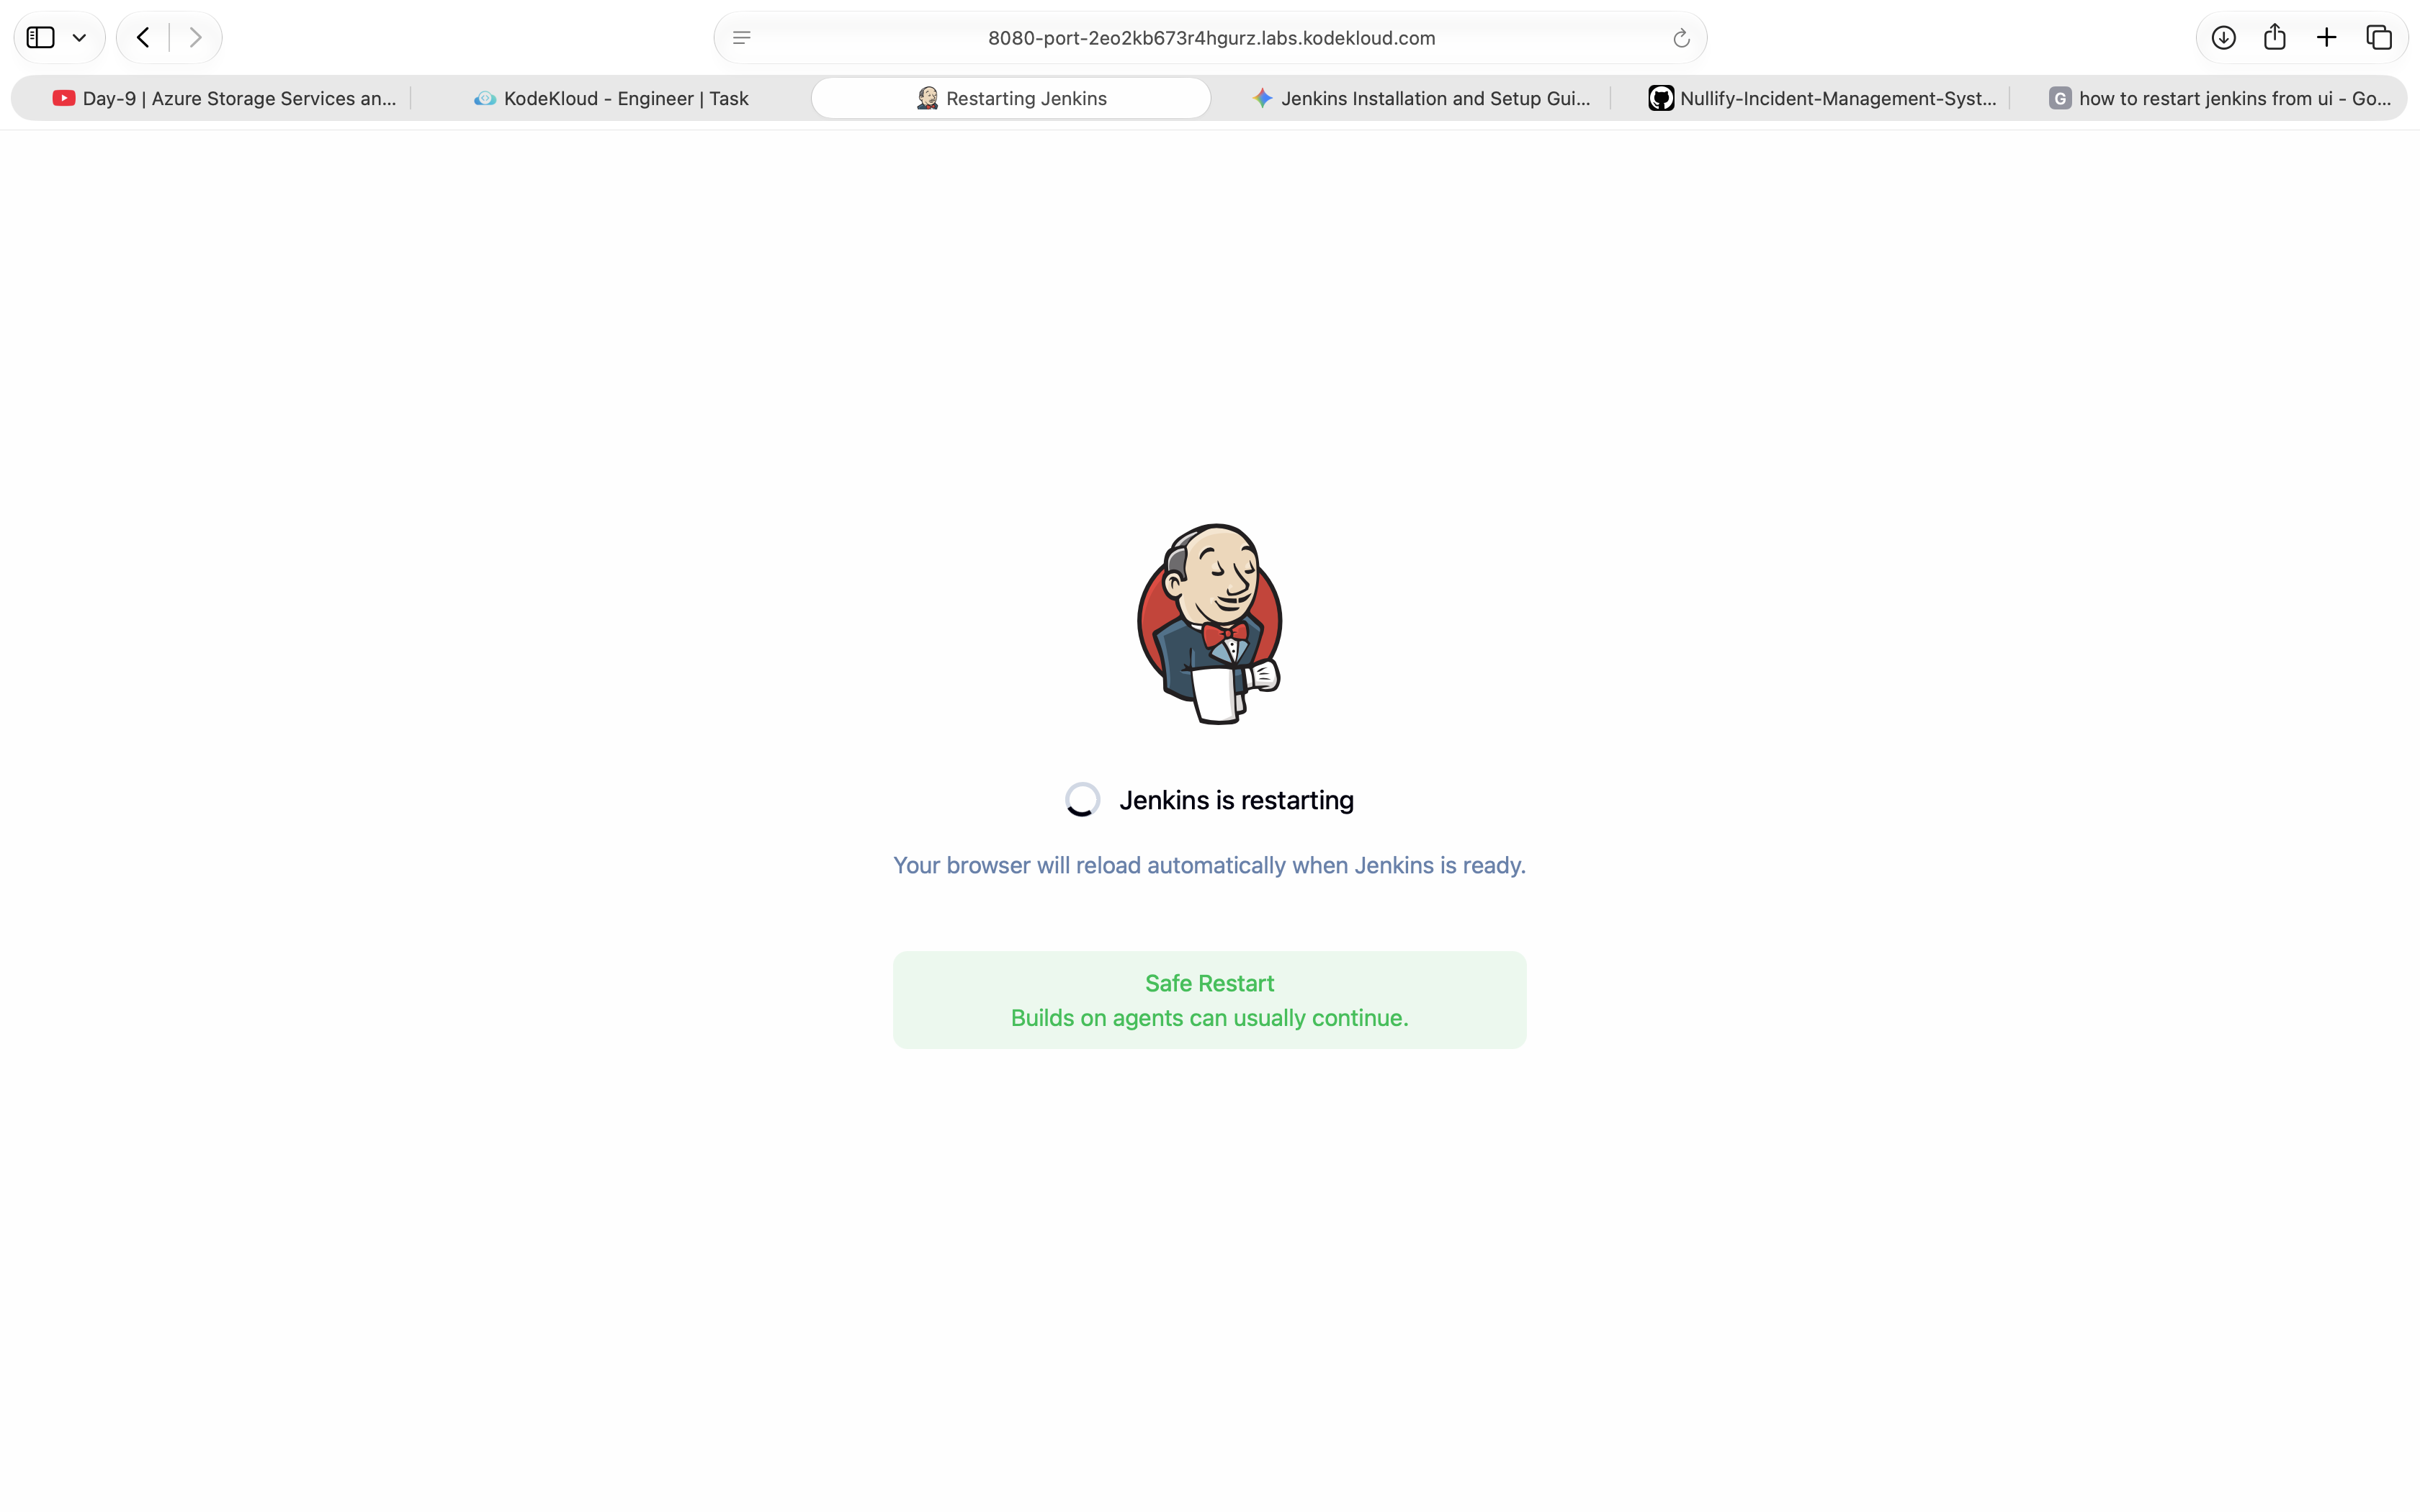 8080-port-2eo2kb673r4hgurz.labs.kodekloud.com
Day-9 | Azure Storage Services an...
KodeKloud - Engineer | Task
Restarting Jenkins
Jenkins Installation and Setup Gui...
Nullify-Incident-Management-Syst...
G
how to restart jenkins from ui - Go...
Jenkins is restarting
Your browser will reload automatically when Jenkins is ready.
Safe Restart
Builds on agents can usually continue.